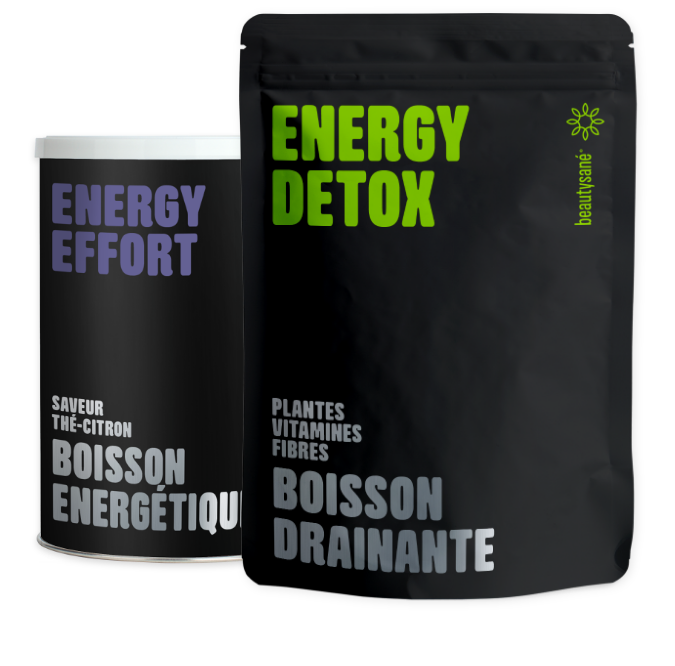 ENERGY
EFFORT
SAVEUR
THÉ-CITRON
BOISSON
ENERGÉTIQU
ENERGY
DETOX
beautysané
PLANTES
VITAMINES
FIBRES
BOISSON
DRAINANTE